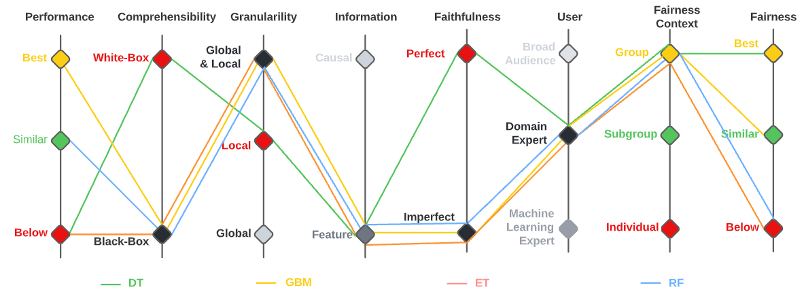 Performance Comprehensibility Granularility Information Faithfulness User Fairness Context Fairness
Best White-Box Global & Local Causal Perfect Broad Audience Group Best
Similar Local Domain Expert Subgroup Similar
Below Black-Box Global Feature Imperfect Machine Learning Expert Individual Below
DT GBM ET RF